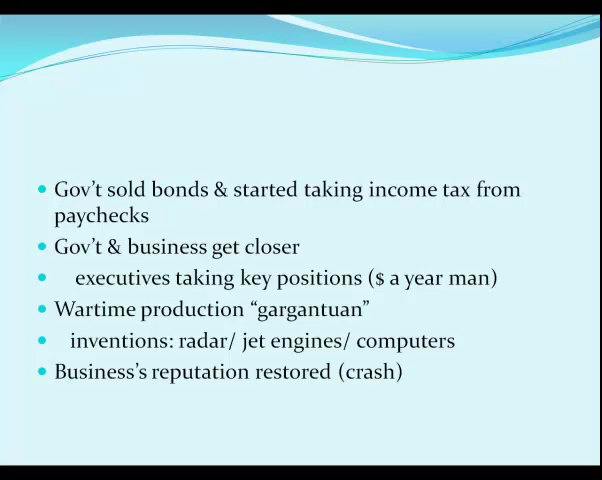 Gov’t sold bonds & started taking income tax from
paychecks
Gov’t & business get closer
executives taking key positions ($ a year man)
Wartime production “gargantuan”
inventions: radar/ jet engines/ computers
Business’s reputation restored (crash)